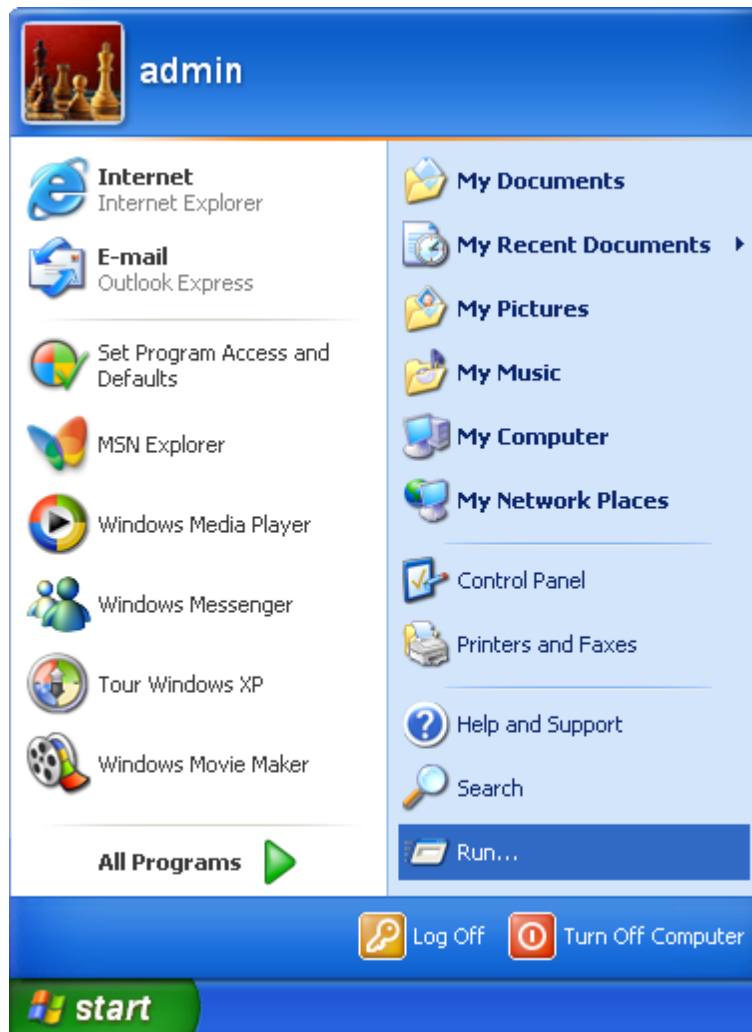 admin
Internet
Internet Explorer
E-mail
Outlook Express
Set Program Access and
Defaults
MSN Explorer
Windows Media Player
Windows Messenger
Tour Windows XP
Windows Movie Maker
All Programs
My Documents
My Recent Documents
My Pictures
My Music
My Computer
My Network Places
Control Panel
Printers and Faxes
Help and Support
Search
Run...
Log Off
Turn Off Computer
start